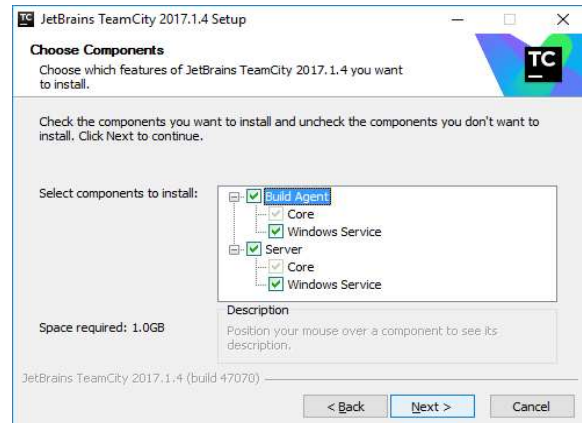 TC JetBrains TeamCity 2017.1.4 Setup
Choose Components
Choose which features of JetBrains TeamCity 2017.1.4 you want
to install.
TC
Check the components you want to install and uncheck the components you don't want to
install. Click Next to continue.
Select components to install:
Build Agent
Core
Windows Service
Server
Core
Windows Service
Space required: 1.0GB
Description
Position your mouse over a component to see its
description.
JetBrains TeamCity 2017.1.4 (build 47070)
< Back Next > Cancel